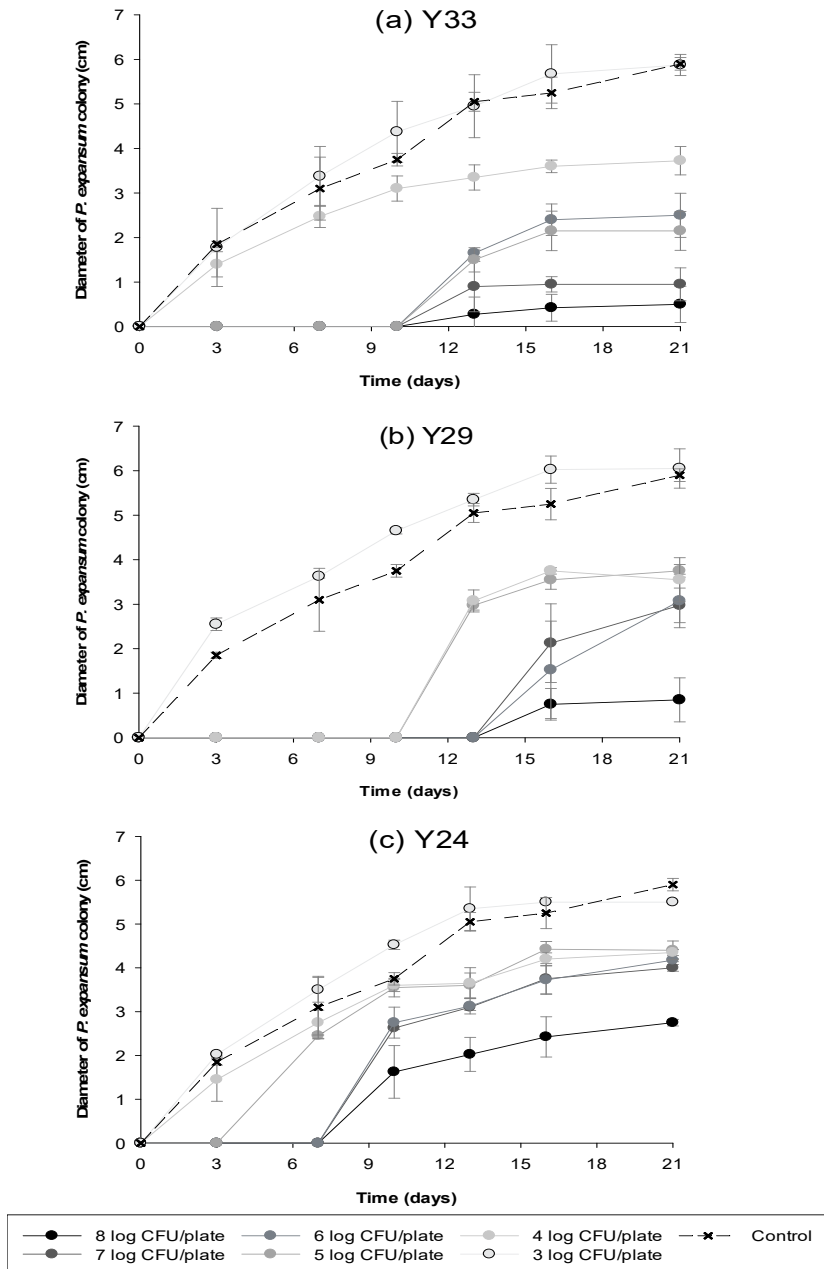 (a) Y33
Diameter of P. expansum colony (cm)
7
6
5
4
3
2
1
0
0 3 6 9 12 15 18 21
Time (days)
(b) Y29
Diameter of P. expansum colony (cm)
7
6
5
4
3
2
1
0
0 3 6 9 12 15 18 21
Time (days)
(c) Y24
Diameter of P. expansum colony (cm)
7
6
5
4
3
2
1
0
0 3 6 9 12 15 18 21
Time (days)
8 log CFU/plate 6 log CFU/plate 4 log CFU/plate Control
7 log CFU/plate 5 log CFU/plate 3 log CFU/plate